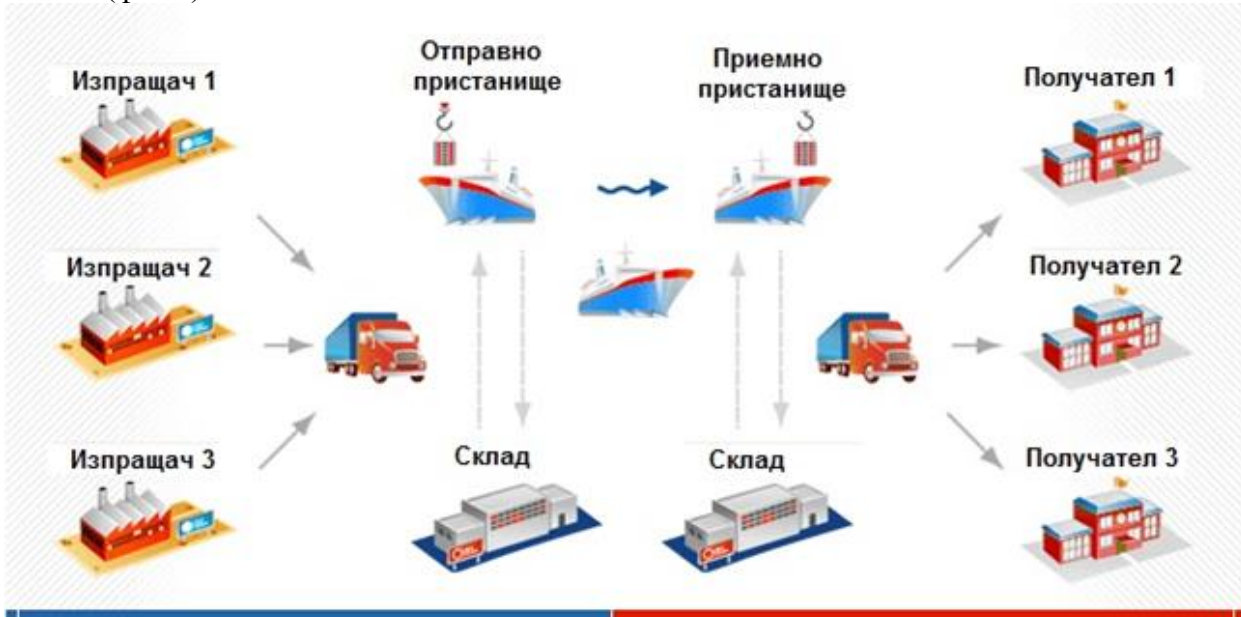 Изпращач 1
Отправно
пристанище
Приемно
пристанище
Получател 1
Изпращач 2
Получател 2
Изпращач 3
Склад
Склад
Получател 3